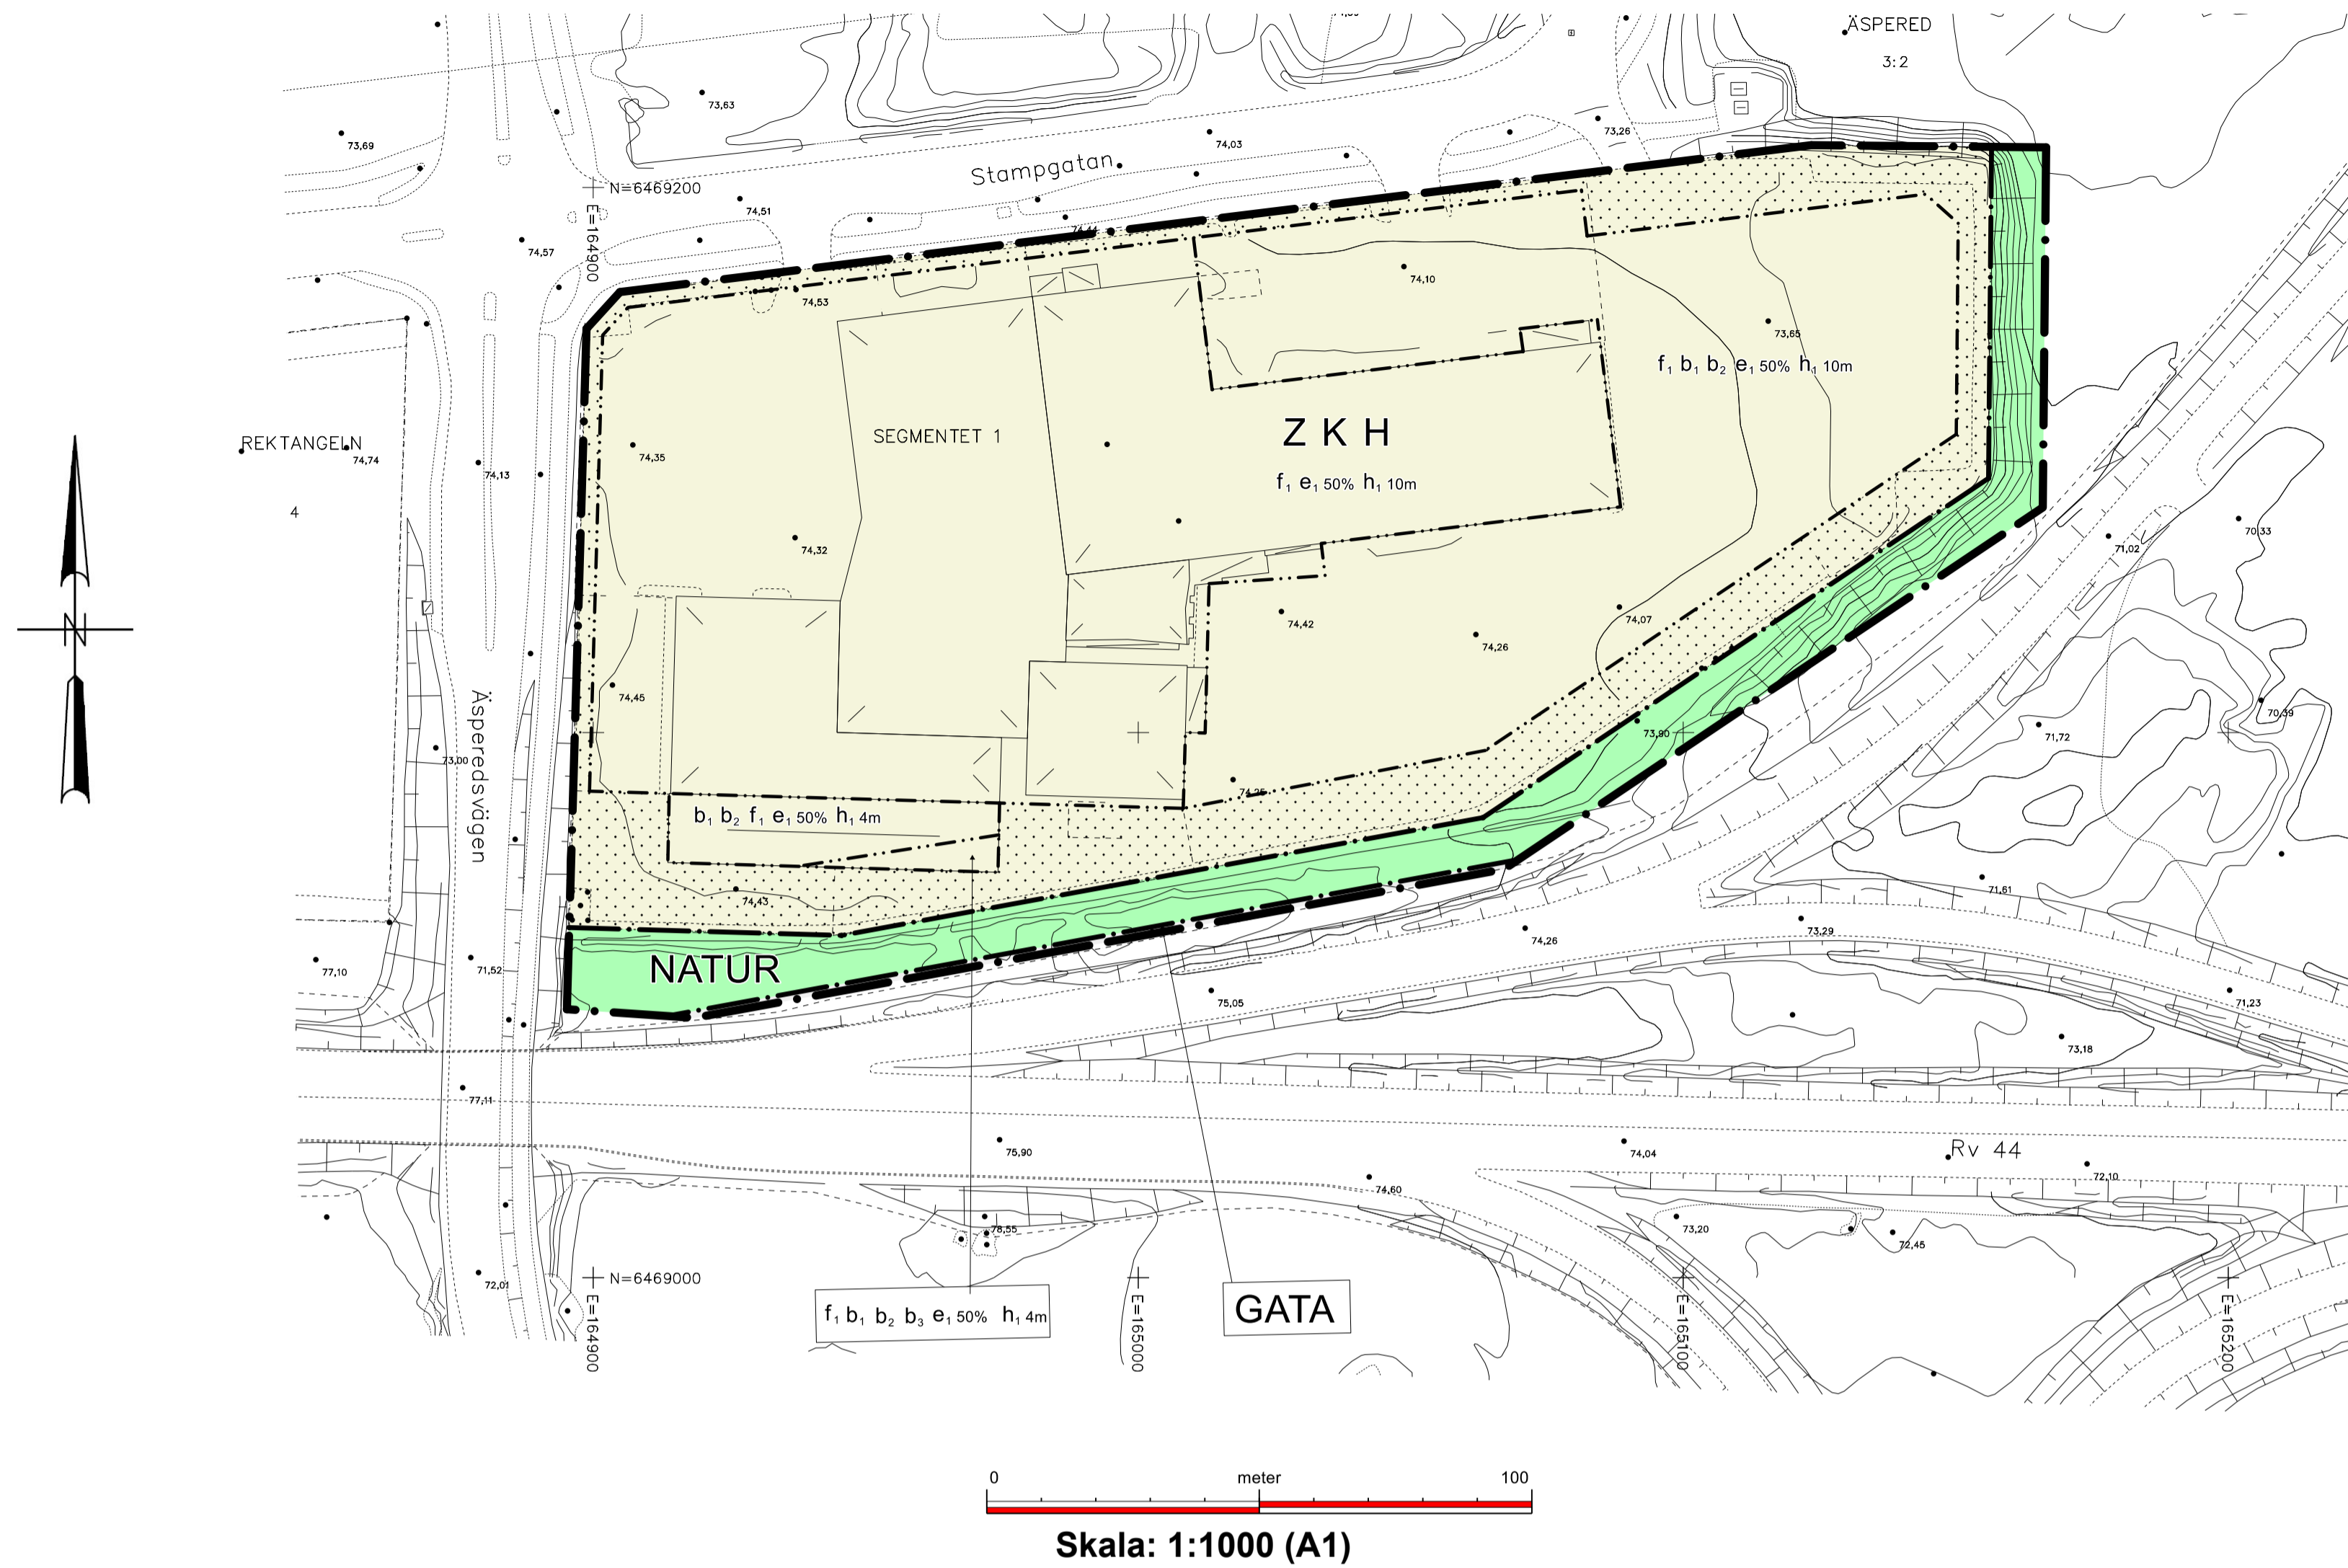 ÄSPERED
3:2
73,63
73,69
74,03
73,26
Stampgatan
N=6469200
E=164900
74,51
74,44
74,57
74,53
74,10
73,65
f1 b1 b2 e1 50% h1 10m
REKTANGELN
74,74
4
74,13
74,35
SEGMENTET 1
Z K H
f1 e1 50% h1 10m
74,32
70,33
71,02
N
74,42
74,26
74,07
74,45
Äsperedsvägen
73,00
73,90
70,39
71,72
74,25
b1 b2 f1 e1 50% h1 4m
74,43
71,61
73,29
74,26
77,10
71,52
NATUR
75,05
71,23
73,18
77,11
75,90
74,04
Rv 44
72,10
74,60
78,55
73,20
72,45
72,01
N=6469000
E=164900
E=165000
E=165100
E=165200
f1 b1 b2 b3 e1 50% h1 4m
GATA
0 meter 100
Skala: 1:1000 (A1)